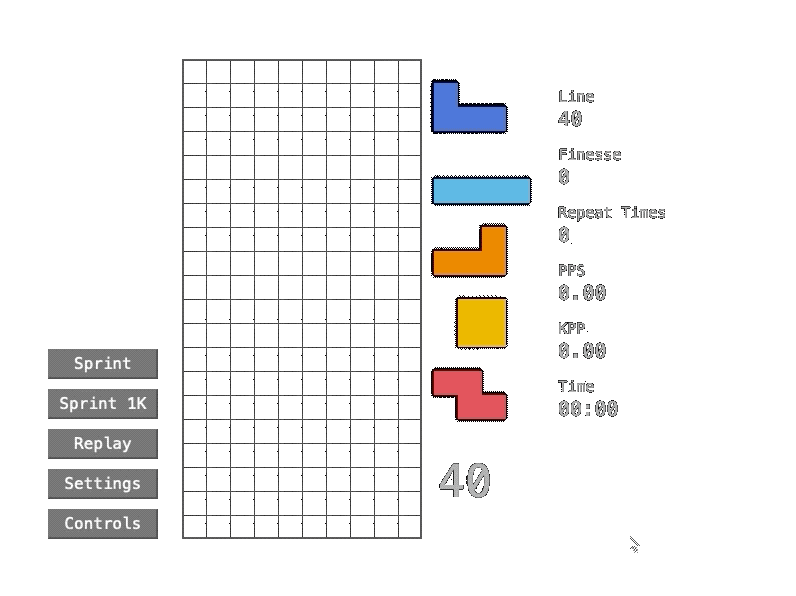 Line
40
Finesse
0
Repeat Times
0
PPS
0.00
KPP
0.00
Time
00:00
Sprint
Sprint 1K
Replay
Settings
Controls
40